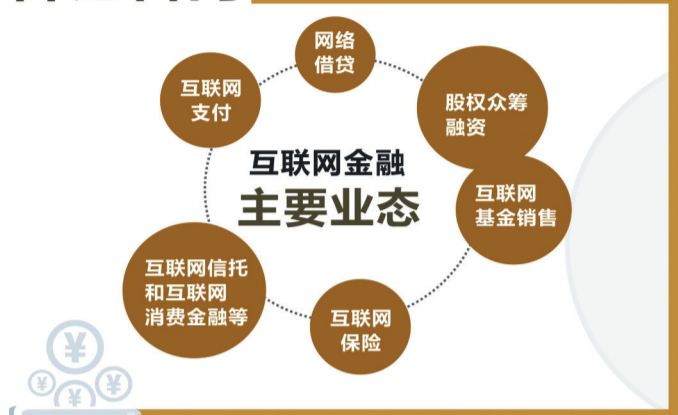 网络
借贷
互联网
支付
股权众筹
融资
互联网金融
主要业态
互联网
基金销售
互联网信托
和互联网
消费金融等
互联网
保险
¥
¥
¥
¥